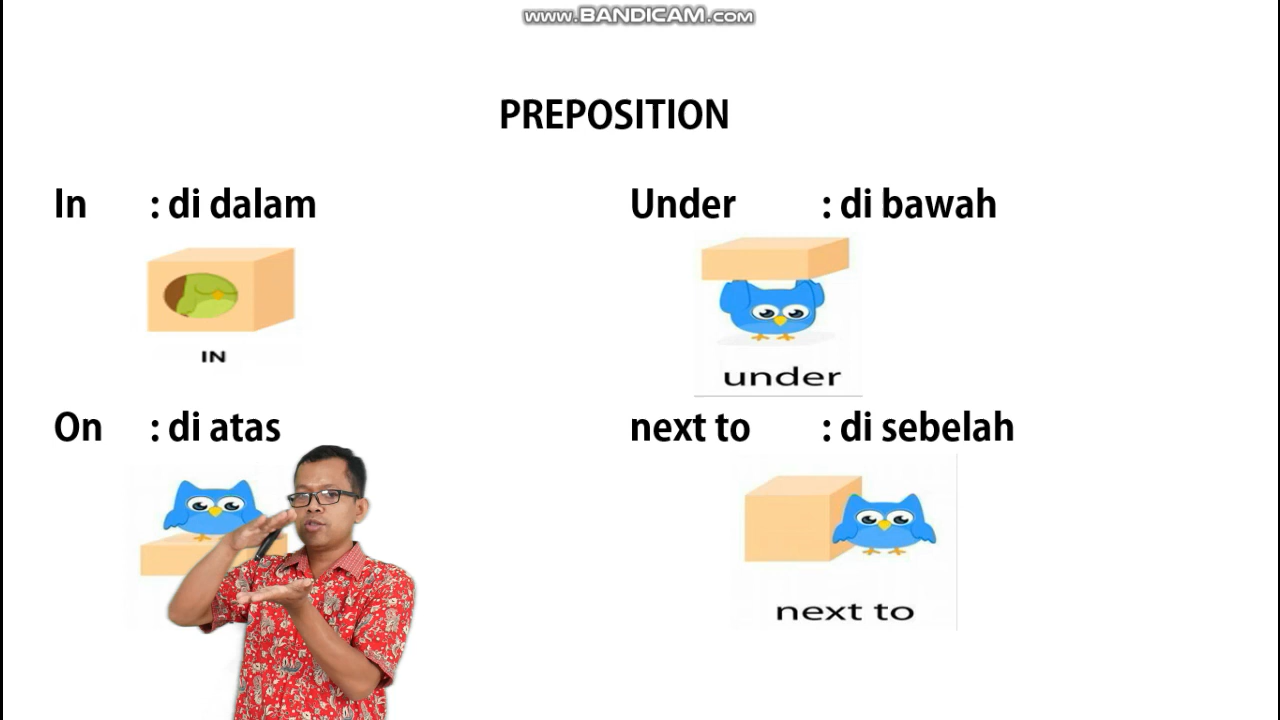 www.BANDICAM.com
PREPOSITION
In : di dalam
IN
On : di atas
Under : di bawah
under
next to : di sebelah
next to